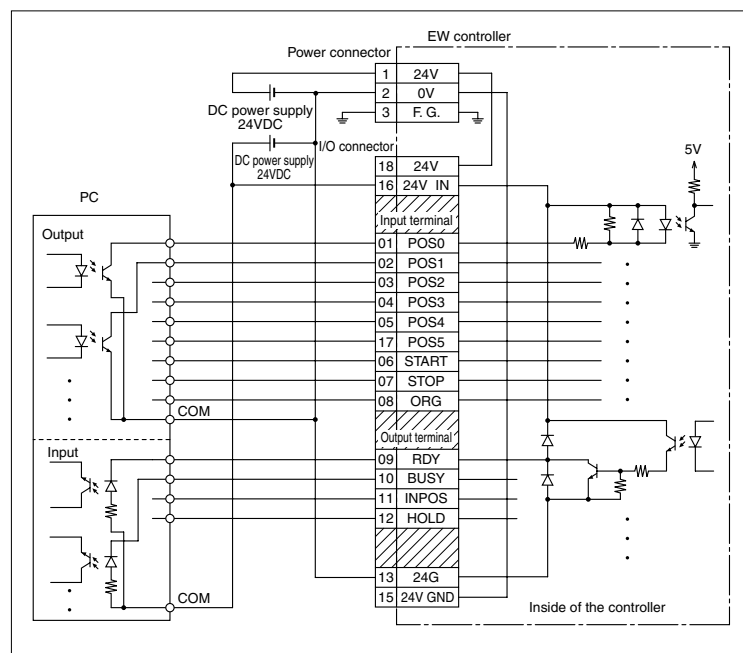 EW controller
Power connector
1 24V
2 0V
3 F. G.
DC power supply
24VDC
I/O connector
DC power supply
24VDC
18 24V
16 24V IN
5V
PC
Input terminal
Output
01 POS0
02 POS1
03 POS2
04 POS3
05 POS4
17 POS5
06 START
07 STOP
08 ORG
COM
Output terminal
Input
09 RDY
10 BUSY
11 INPOS
12 HOLD
13 24G
COM
15 24V GND
Inside of the controller